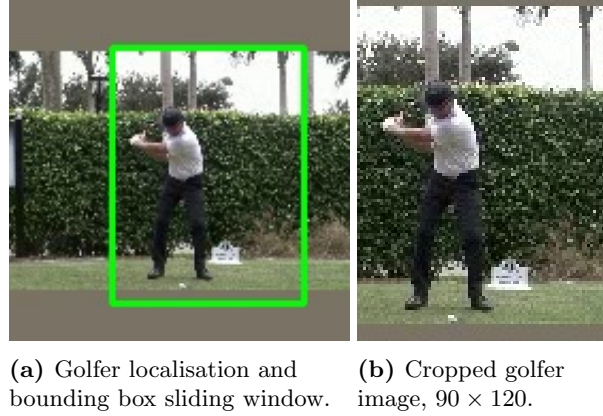 (a) Golfer localisation and
bounding box sliding window.
(b) Cropped golfer
image, 90 × 120.